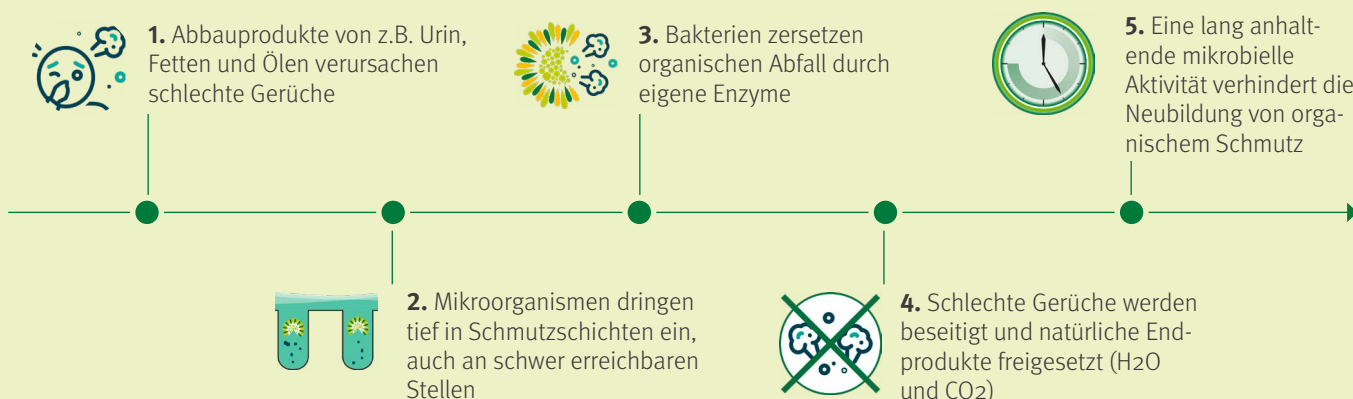 1. Abbauprodukte von z.B. Urin,
Fetten und Ölen verursachen
schlechte Gerüche
2. Mikroorganismen dringen
tief in Schmutzschichten ein,
auch an schwer erreichbaren
Stellen
3. Bakterien zersetzen
organischen Abfall durch
eigene Enzyme
4. Schlechte Gerüche werden
beseitigt und natürliche End-
produkte freigesetzt (H2O
und CO2)
5. Eine lang anhalt-
ende mikrobielle
Aktivität verhindert die
Neubildung von orga-
nischem Schmutz